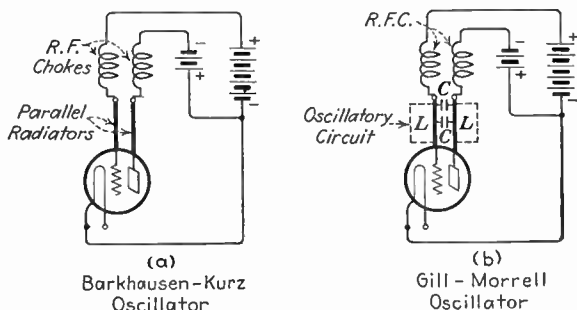 R.F.
Chokes
Parallel
Radiators
- + + -
(a)
Barkhausen-Kurz
Oscillator
R.F.C.
Oscillatory
Circuit
C
L L
C
- + + -
(b)
Gill-Morrell
Oscillator